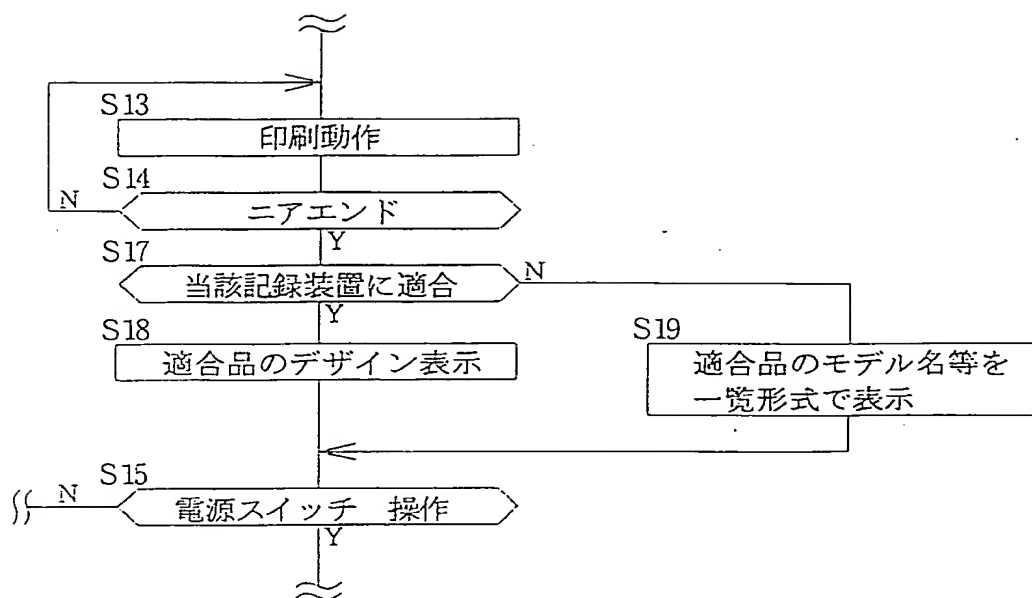 S13
印刷動作
S14
N
ニアエンド
Y
S17
当該記録装置に適合
N
Y
S18
適合品のデザイン表示
S19
適合品のモデル名等を
一覧形式で表示
S15
N
電源スイッチ 操作
Y